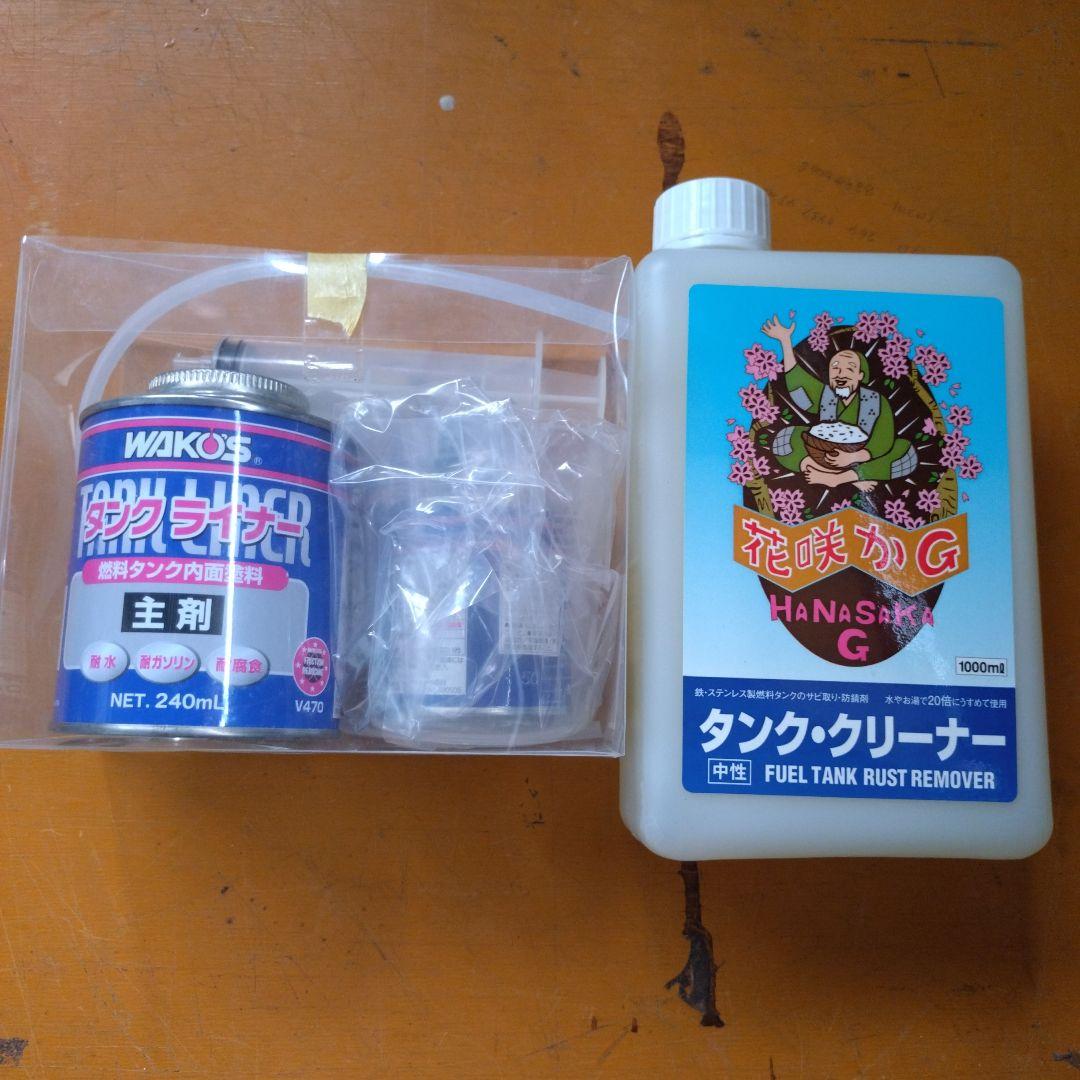 WAKO'S®
TANK LINER
タンクライナー
燃料タンク内面塗料
主剤
耐水 耐ガソリン 耐腐食
NET. 240mL
V470
花咲かG
HANASAKA
G
1000mℓ
鉄・ステンレス製燃料タンクのサビ取り・防錆剤 水やお湯で20倍にうすめて使用
タンク・クリーナー
中性 FUEL TANK RUST REMOVER